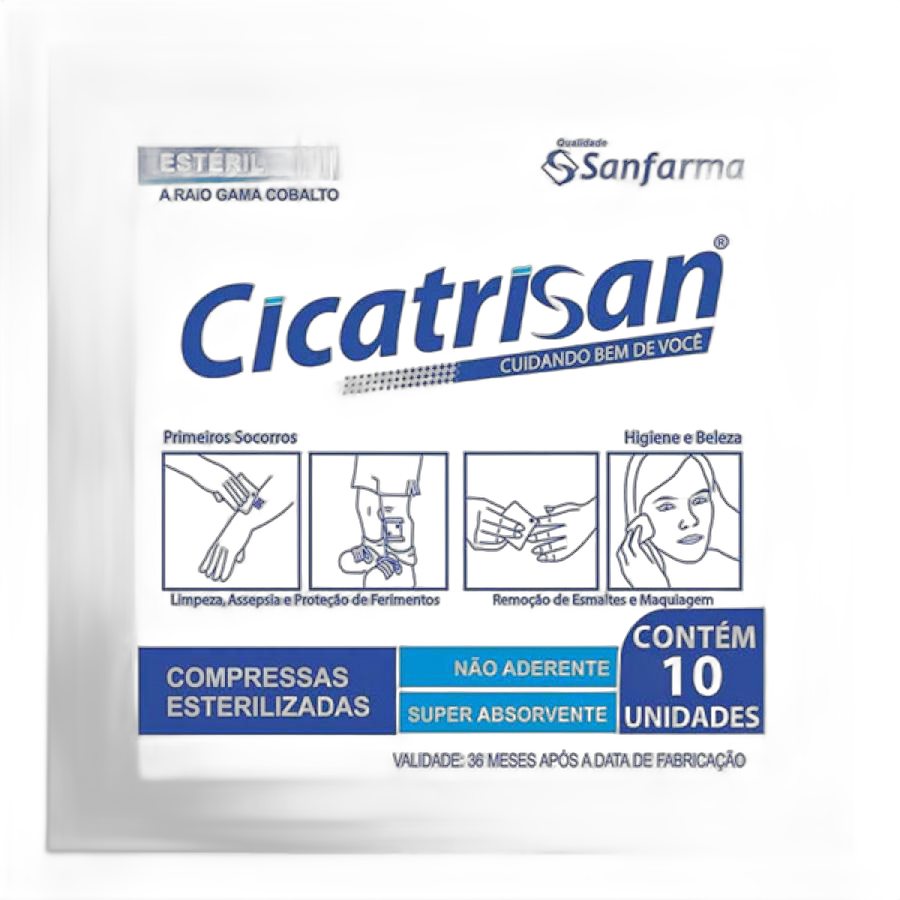 ESTÉRIL
A RAIO GAMA COBALTO
Qualidade
Sanfarma
Cicatrisan®
CUIDANDO BEM DE VOCÊ
Primeiros Socorros
Higiene e Beleza
Limpeza, Assepsia e Proteção de Ferimentos
Remoção de Esmaltes e Maquiagem
COMPRESSAS
ESTERILIZADAS
NÃO ADERENTE
SUPER ABSORVENTE
CONTÉM
10
UNIDADES
VALIDADE: 36 MESES APÓS A DATA DE FABRICAÇÃO